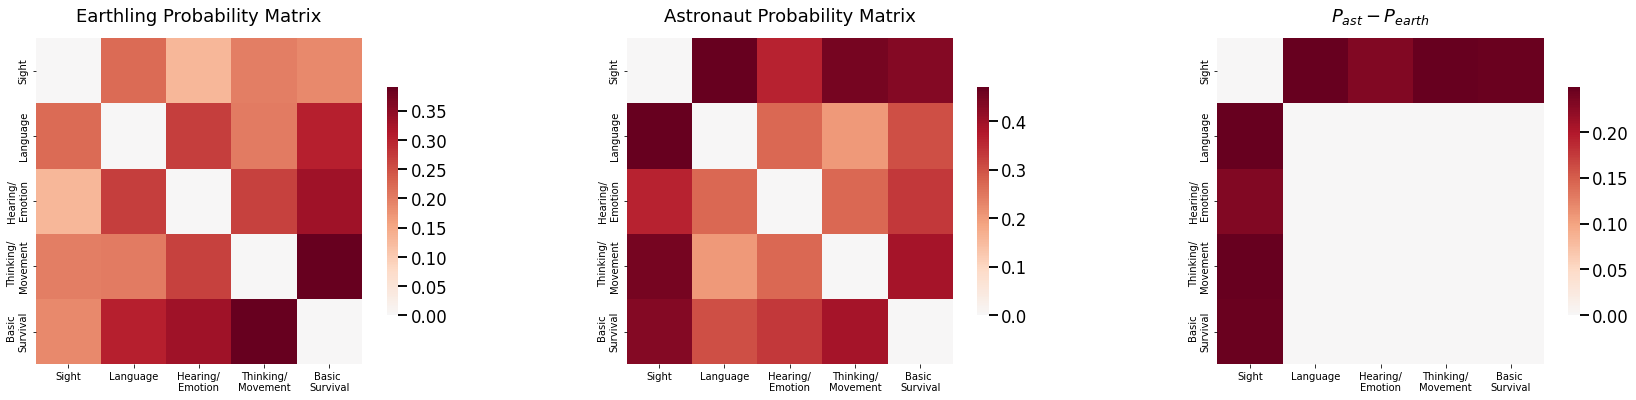 Earthling Probability Matrix
Sight
Language
Hearing/
Emotion
Thinking/
Movement
Basic
Survival
Sight
Language
Hearing/
Emotion
Thinking/
Movement
Basic
Survival
0.35
0.30
0.25
0.20
0.15
0.10
0.05
0.00
Astronaut Probability Matrix
Sight
Language
Hearing/
Emotion
Thinking/
Movement
Basic
Survival
Sight
Language
Hearing/
Emotion
Thinking/
Movement
Basic
Survival
0.4
0.3
0.2
0.1
0.0
P_{ast} − P_{earth}
Sight
Language
Hearing/
Emotion
Thinking/
Movement
Basic
Survival
Sight
Language
Hearing/
Emotion
Thinking/
Movement
Basic
Survival
0.20
0.15
0.10
0.05
0.00